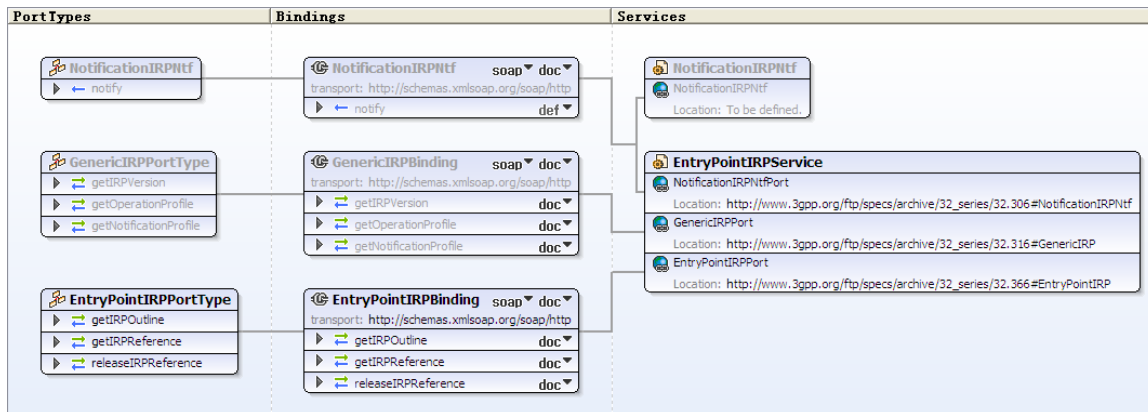 PortTypes
Bindings
Services
NotificationIRPNtf
notify
GenericIRPPortType
getIRPVersion
getOperationProfile
getNotificationProfile
EntryPointIRPPortType
getIRPOutline
getIRPReference
releaseIRPReference
NotificationIRPNtf soap doc
transport: http://schemas.xmlsoap.org/soap/http
notify def
GenericIRPBinding soap doc
transport: http://schemas.xmlsoap.org/soap/http
getIRPVersion doc
getOperationProfile doc
getNotificationProfile doc
EntryPointIRPBinding soap doc
transport: http://schemas.xmlsoap.org/soap/http
getIRPOutline doc
getIRPReference doc
releaseIRPReference doc
NotificationIRPNtf
NotificationIRPNtf
Location: To be defined.
EntryPointIRPService
NotificationIRPNtfPort
Location: http://www.3gpp.org/ftp/specs/archive/32_series/32.306#NotificationIRPNtf
GenericIRPPort
Location: http://www.3gpp.org/ftp/specs/archive/32_series/32.316#GenericIRP
EntryPointIRPPort
Location: http://www.3gpp.org/ftp/specs/archive/32_series/32.366#EntryPointIRP